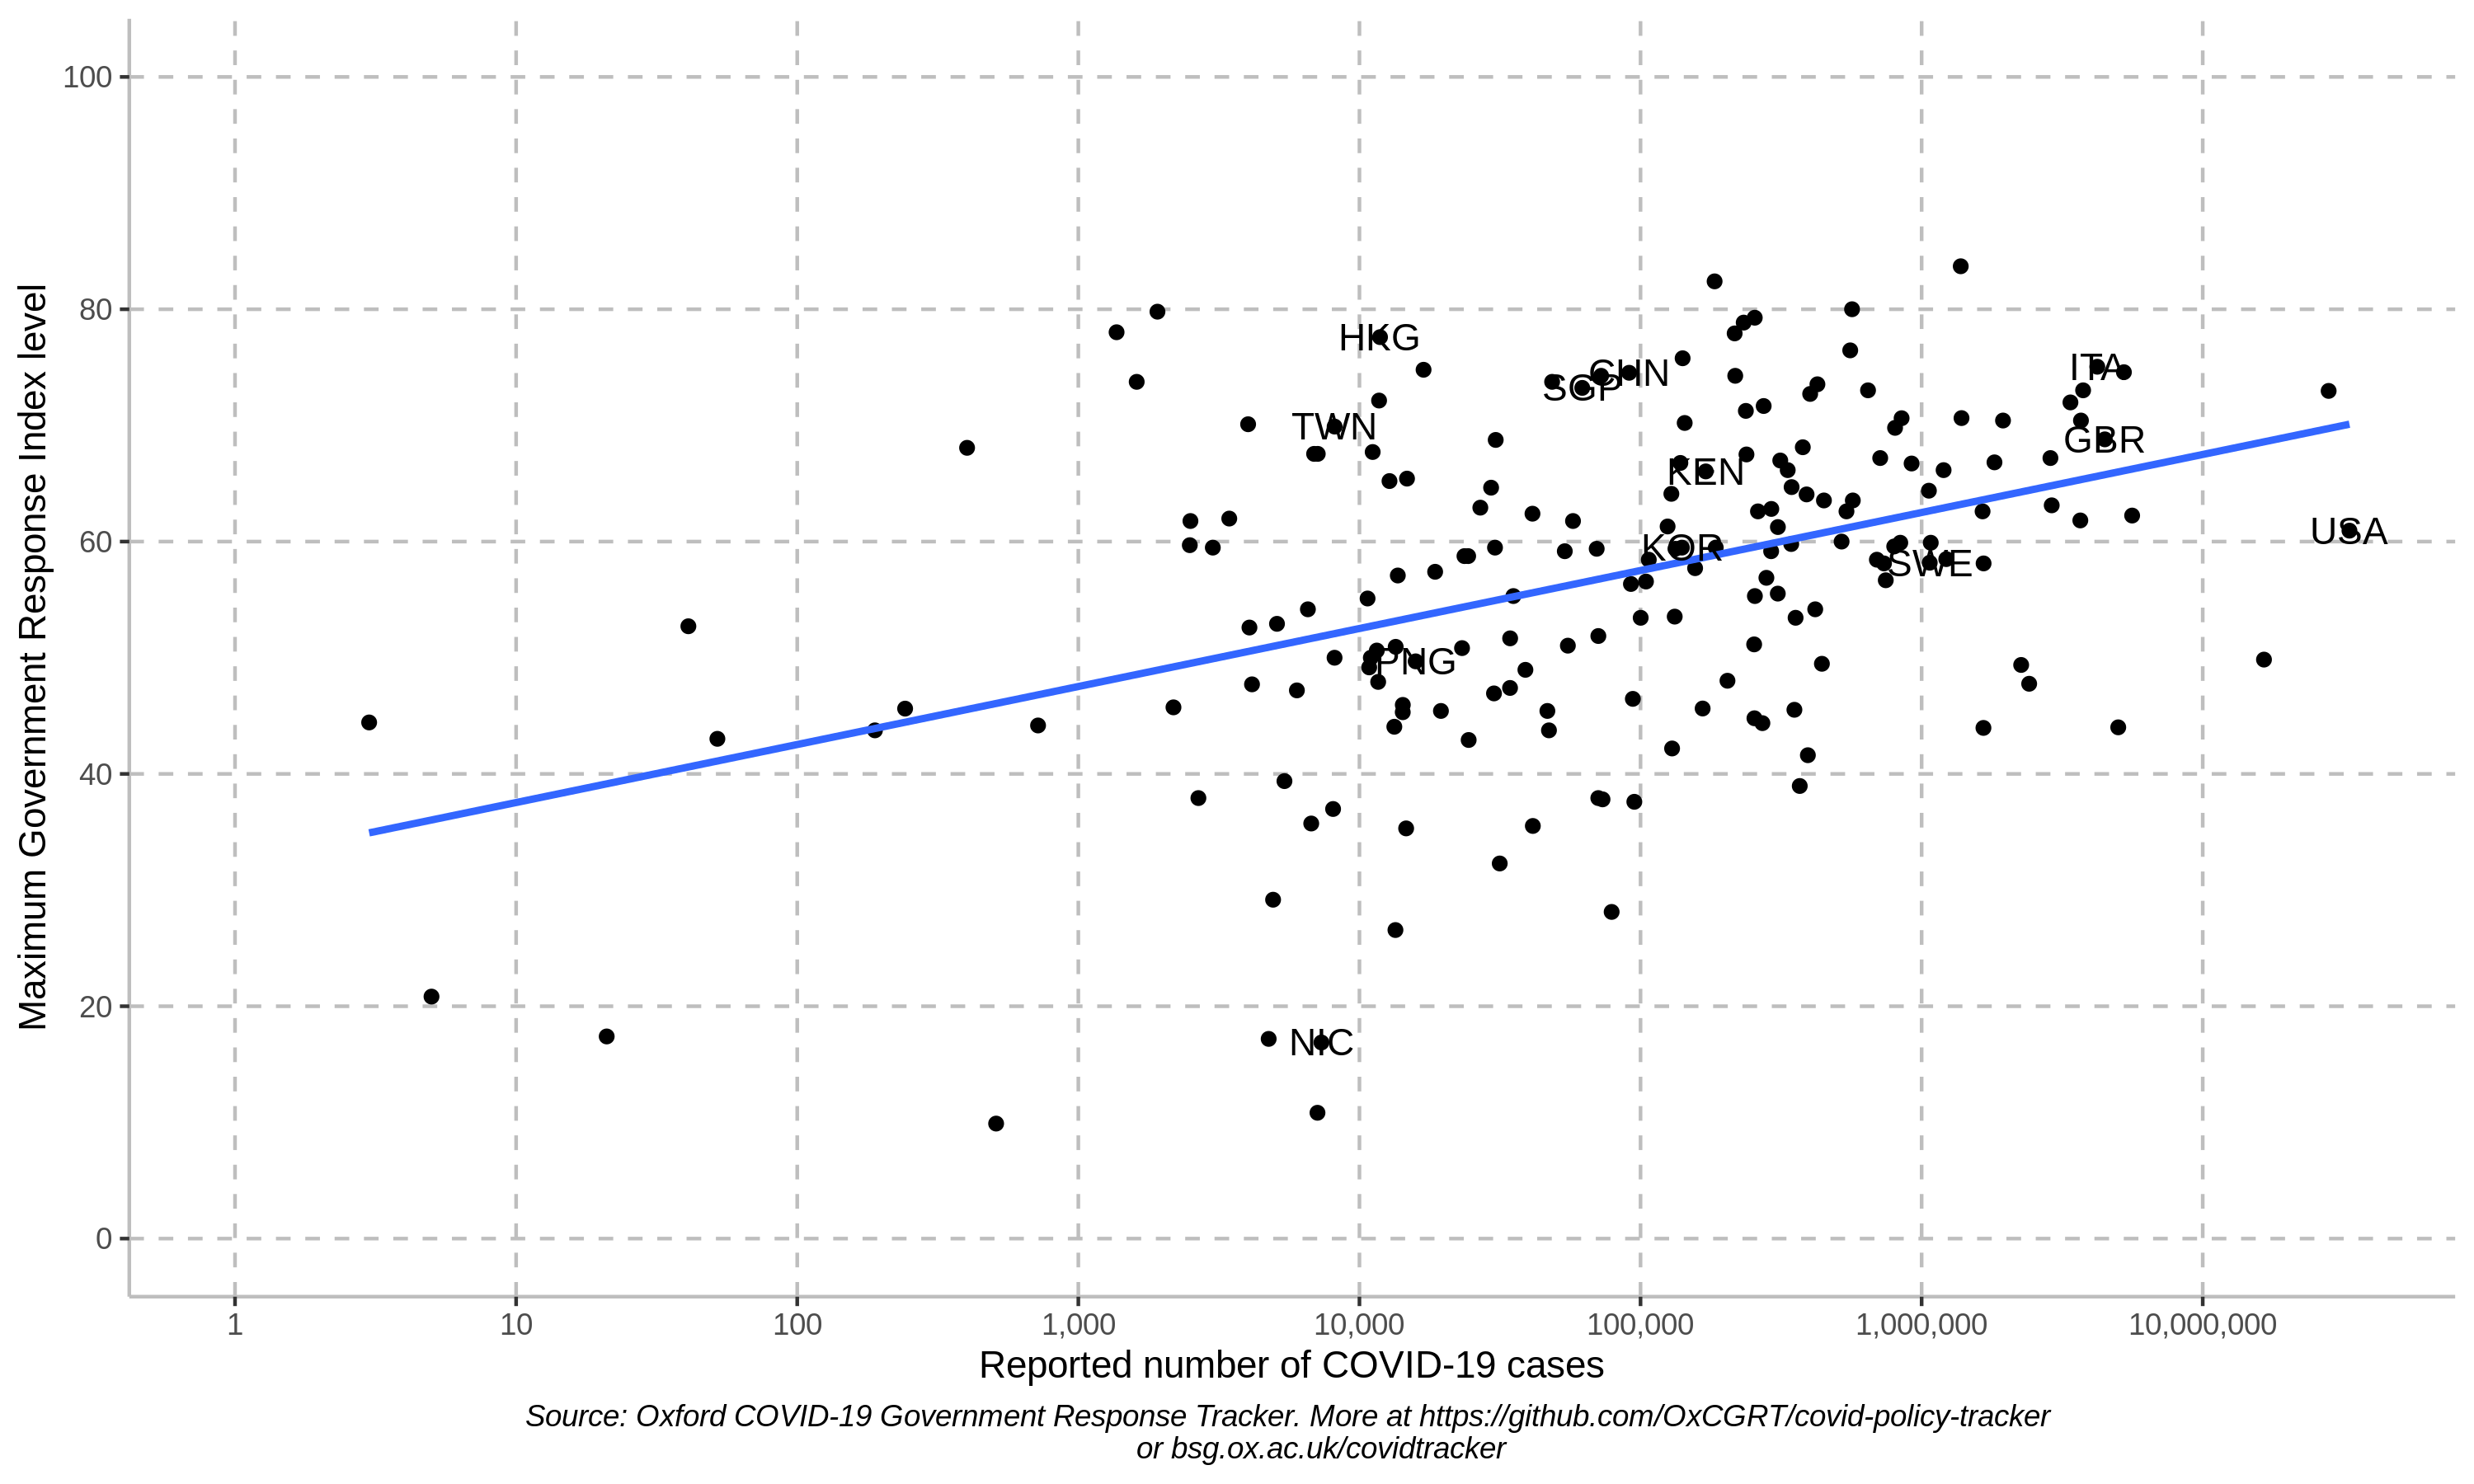 Maximum Government Response Index level
100
80
60
40
20
0
HKG
CHN
SGP
ITA
TWN
GBR
KEN
USA
KOR
SWE
PNG
NIC
1
10
100
1,000
10,000
100,000
1,000,000
10,000,000
Reported number of COVID-19 cases
Source: Oxford COVID-19 Government Response Tracker. More at https://github.com/OxCGRT/covid-policy-tracker
or bsg.ox.ac.uk/covidtracker